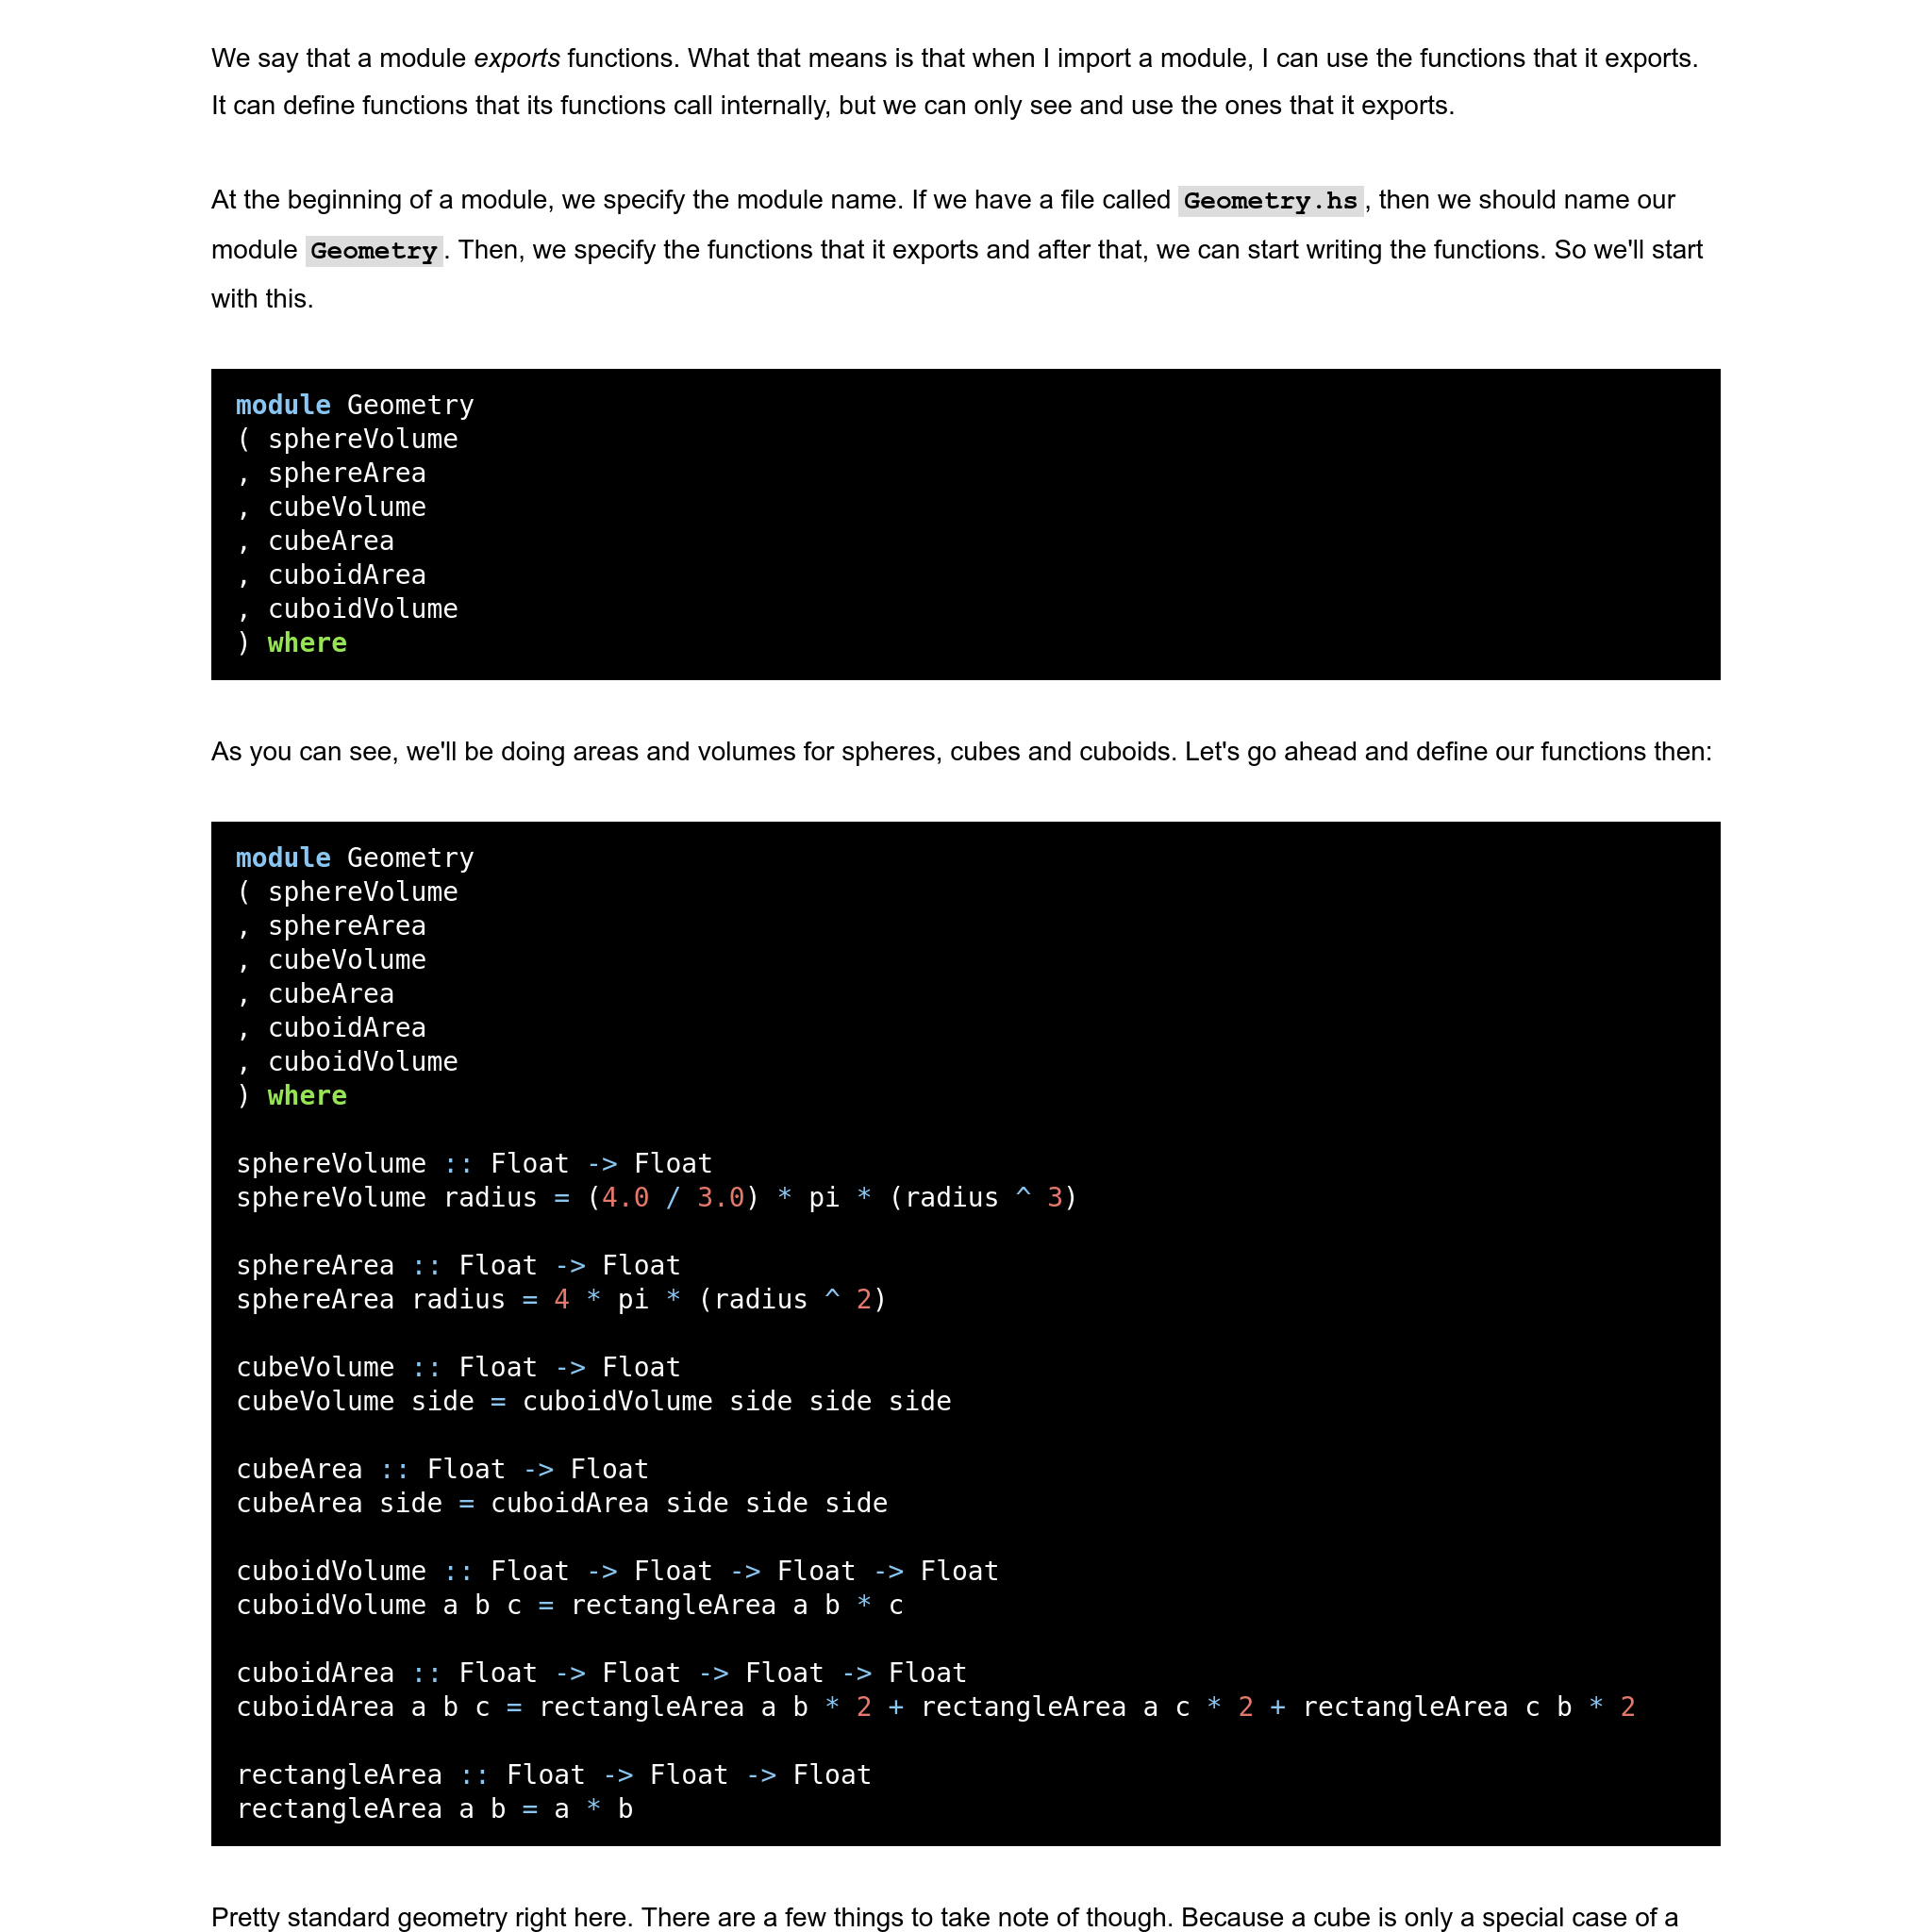 We say that a module exports functions. What that means is that when I import a module, I can use the functions that it exports.
It can define functions that its functions call internally, but we can only see and use the ones that it exports.
At the beginning of a module, we specify the module name. If we have a file called Geometry.hs, then we should name our
module Geometry. Then, we specify the functions that it exports and after that, we can start writing the functions. So we'll start
with this.
module Geometry
( sphereVolume
, sphereArea
, cubeVolume
, cubeArea
, cuboidArea
, cuboidVolume
) where
As you can see, we'll be doing areas and volumes for spheres, cubes and cuboids. Let's go ahead and define our functions then:
module Geometry
( sphereVolume
, sphereArea
, cubeVolume
, cubeArea
, cuboidArea
, cuboidVolume
) where
sphereVolume :: Float -> Float
sphereVolume radius = (4.0 / 3.0) * pi * (radius ^ 3)
sphereArea :: Float -> Float
sphereArea radius = 4 * pi * (radius ^ 2)
cubeVolume :: Float -> Float
cubeVolume side = cuboidVolume side side side
cubeArea :: Float -> Float
cubeArea side = cuboidArea side side side
cuboidVolume :: Float -> Float -> Float -> Float
cuboidVolume a b c = rectangleArea a b * c
cuboidArea :: Float -> Float -> Float -> Float
cuboidArea a b c = rectangleArea a b * 2 + rectangleArea a c * 2 + rectangleArea c b * 2
rectangleArea :: Float -> Float -> Float
rectangleArea a b = a * b
Pretty standard geometry right here. There are a few things to take note of though. Because a cube is only a special case of a